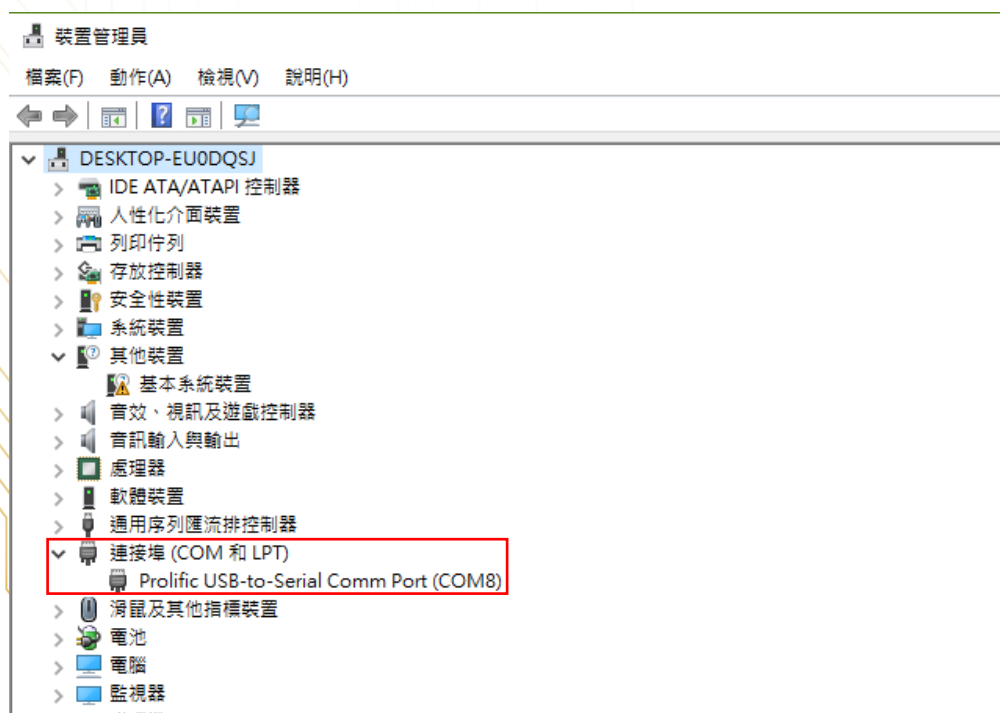 裝置管理員
檔案(F) 動作(A) 檢視(V) 說明(H)
DESKTOP-EU0DQSJ
IDE ATA/ATAPI 控制器
人性化介面裝置
列印佇列
存放控制器
安全性裝置
系統裝置
其他裝置
基本系統裝置
音效、視訊及遊戲控制器
音訊輸入與輸出
處理器
軟體裝置
通用序列匯流排控制器
連接埠 (COM 和 LPT)
Prolific USB-to-Serial Comm Port (COM8)
滑鼠及其他指標裝置
電池
電腦
監視器